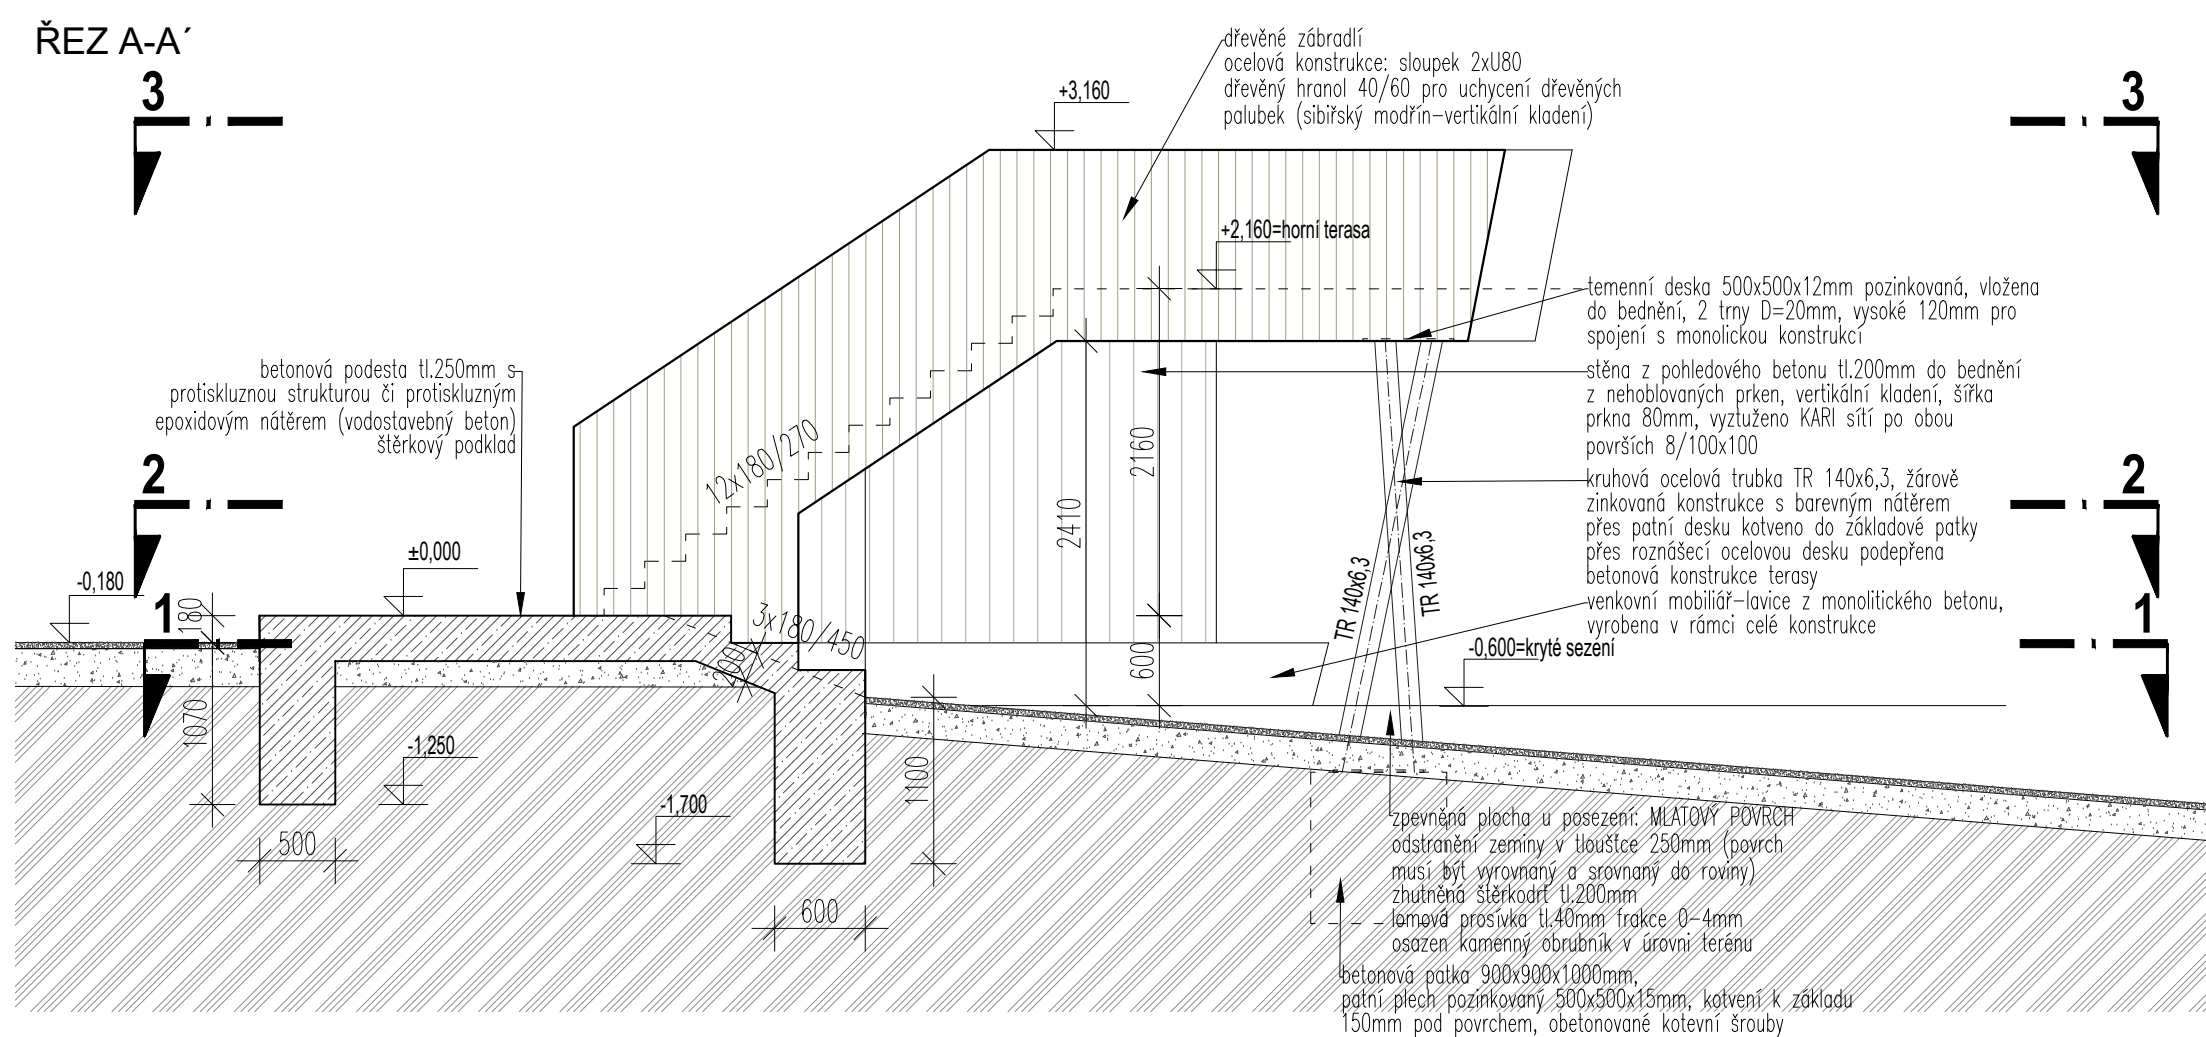 ŘEZ A-A´
3
3
dřevěné zábradlí
ocelová konstrukce: sloupek 2xU80
dřevěný hranol 40/60 pro uchycení dřevěných
palubek (sibiřský modřín-vertikální kladení)
+3,160
+2,160=horní terasa
temenní deska 500x500x12mm pozinkovaná, vložena
do bednění, 2 trny D=20mm, vysoké 120mm pro
spojení s monolickou konstrukcí
betonová podesta tl.250mm s
protiskluznou strukturou či protiskluzným
epoxidovým nátěrem (vodostavebný beton)
štěrkový podklad
stěna z pohledového betonu tl.200mm do bednění
z nehoblovaných prken, vertikální kladení, šířka
prkna 80mm, vyztuženo KARI sítí po obou
površích 8/100x100
2
2
kruhová ocelová trubka TR 140x6,3, žárově
zinkovaná konstrukce s barevným nátěrem
přes patní desku kotveno do základové patky
přes roznášecí ocelovou desku podepřena
betonová konstrukce terasy
12x180/270
2160
2410
TR 140x6,3
TR 140x6,3
±0,000
-0,180
180
1
1
venkovní mobiliář-lavice z monolitického betonu,
vyrobena v rámci celé konstrukce
3x180/450
200
600
-0,600=kryté sezení
1070
-1,250
-1,700
1100
500
600
zpevněná plocha u posezení: MLATOVÝ POVRCH
odstranění zeminy v tloušťce 250mm (povrch
musí být vyrovnaný a srovnaný do roviny)
zhutněná štěrkodrť tl.200mm
lomová prosívka tl.40mm frakce 0-4mm
osazen kamenný obrubník v úrovni terénu
betonová patka 900x900x1000mm,
patní plech pozinkovaný 500x500x15mm, kotvení k základu
150mm pod povrchem, obetonované kotevní šrouby